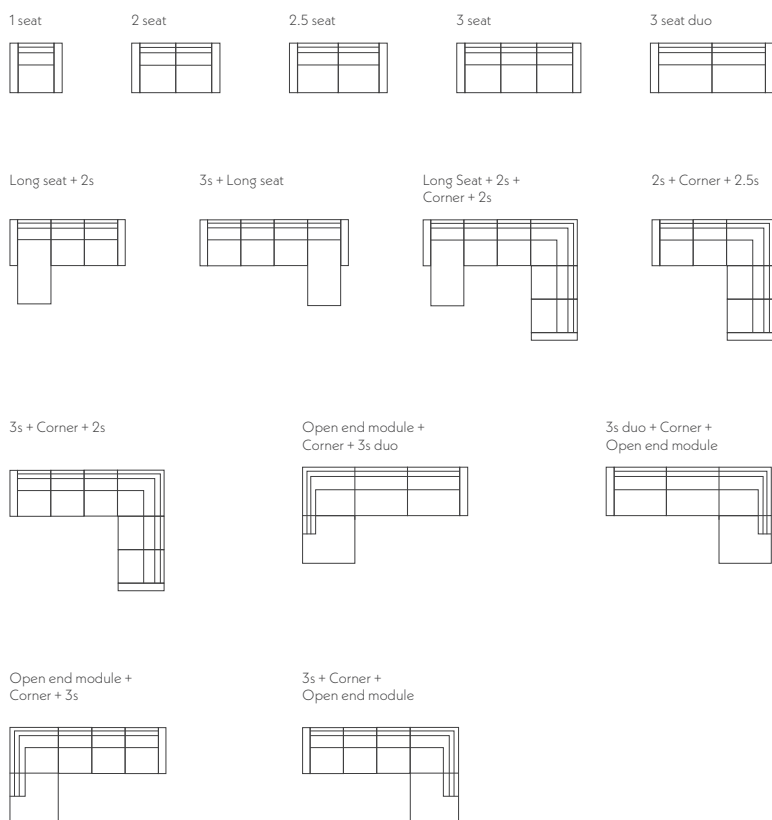 1 seat
2 seat
2.5 seat
3 seat
3 seat duo
Long seat + 2s
3s + Long seat
Long Seat + 2s +
Corner + 2s
2s + Corner + 2.5s
3s + Corner + 2s
Open end module +
Corner + 3s duo
3s duo + Corner +
Open end module
Open end module +
Corner + 3s
3s + Corner +
Open end module